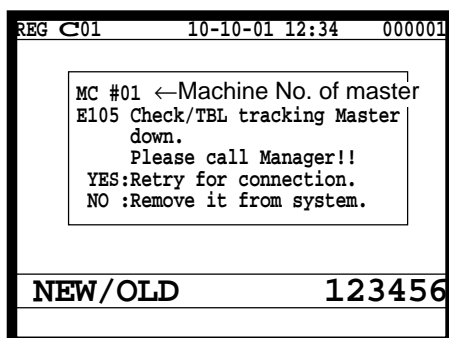 REG C01 10-10-01 12:34 000001
MC #01 ←Machine No. of master
E105 Check/TBL tracking Master
down.
Please call Manager!!
YES:Retry for connection.
NO :Remove it from system.
NEW/OLD 123456